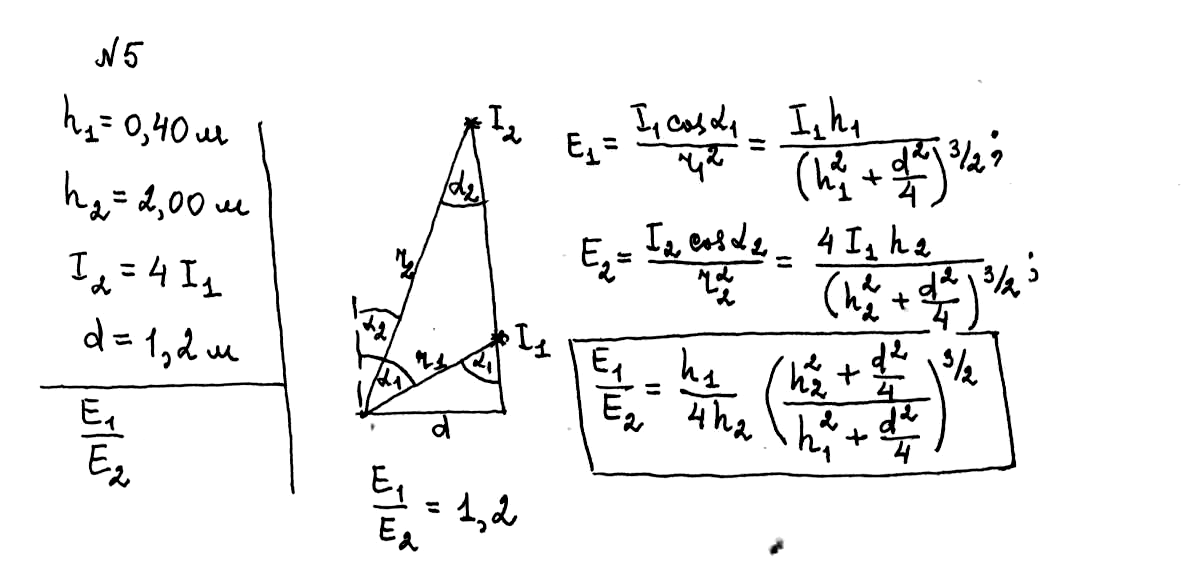 №5
h₁ = 0,40 м
h₂ = 2,00 м
I₂ = 4 I₁
d = 1,2 м
E₁/E₂
I₂
α₂
r₂
α₂
α₁
r₁
α₁
I₁
d
E₁/E₂ = 1,2
E₁ = I₁ cos α₁ / r₁² = I₁ h₁ / (h₁² + d²/4)^3/2 ;
E₂ = I₂ cos α₂ / r₂² = 4 I₁ h₂ / (h₂² + d²/4)^3/2 ;
E₁/E₂ = h₁/4h₂ ((h₂² + d²/4) / (h₁² + d²/4))^3/2